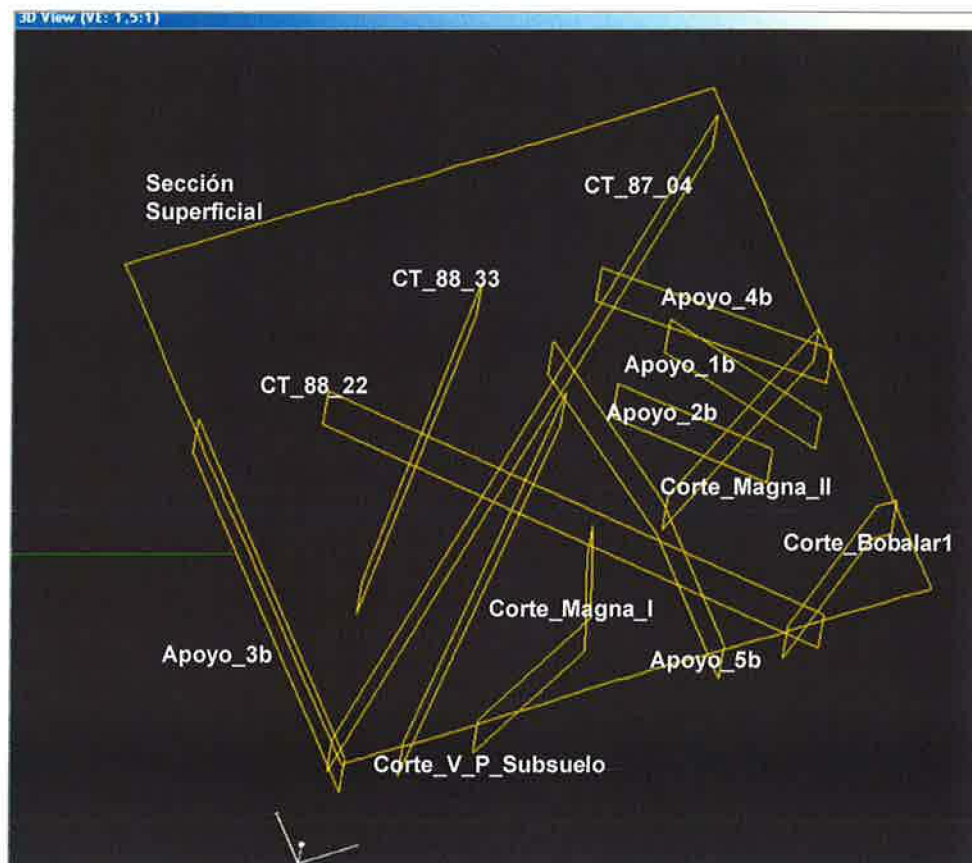 3D View (VE: 1,5:1)
Sección
Superficial
CT_87_04
CT_88_33
Apoyo_4b
Apoyo_1b
CT_88_22
Apoyo_2b
Corte_Magna_II
Corte_Bobalar1
Corte_Magna_I
Apoyo_3b
Apoyo_5b
Corte_V_P_Subsuelo